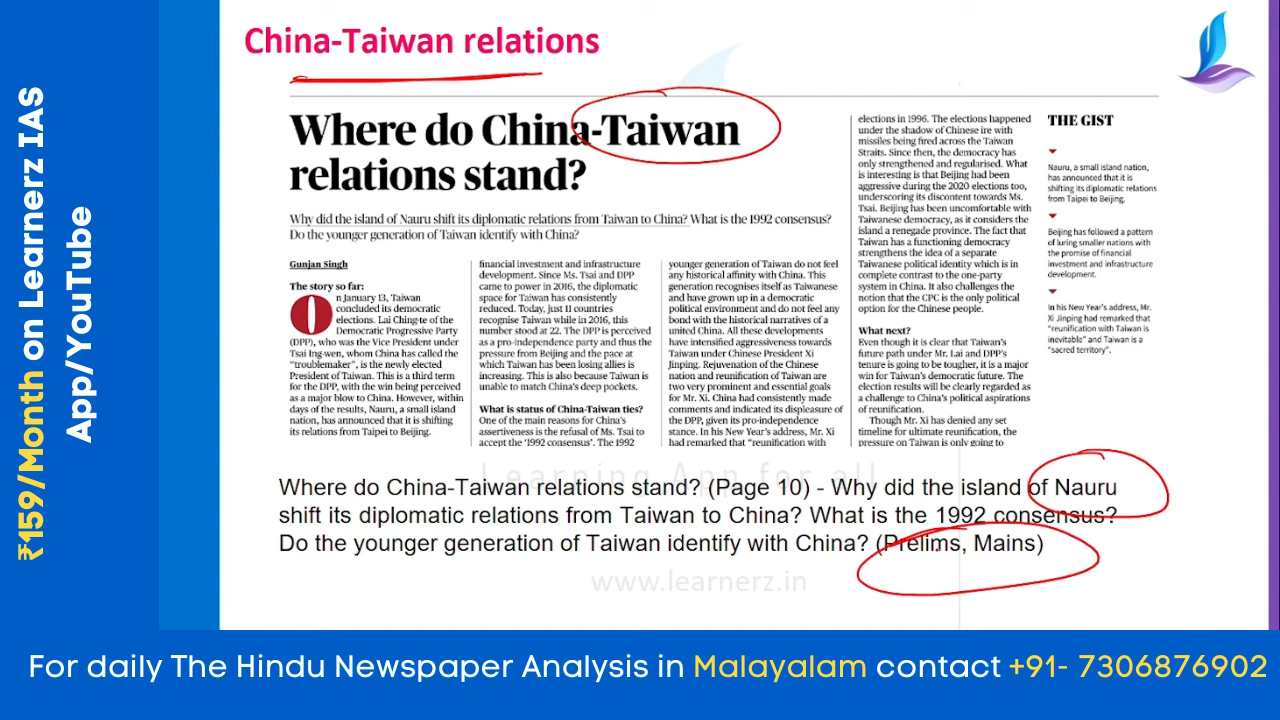 ₹159/Month on Learnerz IAS
App/YouTube
China-Taiwan relations
Where do China-Taiwan
relations stand?
Why did the island of Nauru shift its diplomatic relations from Taiwan to China? What is the 1992 consensus?
Do the younger generation of Taiwan identify with China?
Gunjan Singh
The story so far:
On January 13, Taiwan
concluded its democratic
elections. Lai Ching-te of the
Democratic Progressive Party
(DPP), who was the Vice President under
Tsai Ing-wen, whom China has called the
“troublemaker”, is the newly elected
President of Taiwan. This is a third term
for the DPP, with the win being perceived
as a major blow to China. However, within
days of the results, Nauru, a small island
nation, has announced that it is shifting
its relations from Taipei to Beijing.
financial investment and infrastructure
development. Since Ms. Tsai and DPP
came to power in 2016, the diplomatic
space for Taiwan has consistently
reduced. Today, just 11 countries
recognise Taiwan while in 2016, this
number stood at 22. The DPP is perceived
as a pro-independence party and thus the
pressure from Beijing and the pace at
which Taiwan has been losing allies is
increasing. This is also because Taiwan is
unable to match China’s deep pockets.
What is status of China-Taiwan ties?
One of the main reasons for China’s
assertiveness is the refusal of Ms. Tsai to
accept the ‘1992 consensus’. The 1992
younger generation of Taiwan do not feel
any historical affinity with China. This
generation recognises itself as Taiwanese
and have grown up in a democratic
political environment and do not feel any
bond with the historical narratives of a
united China. All these developments
have intensified aggressiveness towards
Taiwan under Chinese President Xi
Jinping. Rejuvenation of the Chinese
nation and reunification of Taiwan are
two very prominent and essential goals
for Mr. Xi. China had consistently made
comments and indicated its displeasure of
the DPP, given its pro-independence
stance. In his New Year’s address, Mr. Xi
had remarked that “reunification with
elections in 1996. The elections happened
under the shadow of Chinese ire with
missiles being fired across the Taiwan
Straits. Since then, the democracy has
only strengthened and regularised. What
is interesting is that Beijing had been
aggressive during the 2020 elections too,
underscoring its discontent towards Ms.
Tsai. Beijing has been uncomfortable with
Taiwanese democracy, as it considers the
island a renegade province. The fact that
Taiwan has a functioning democracy
strengthens the idea of a separate
Taiwanese political identity which is in
complete contrast to the one-party
system in China. It also challenges the
notion that the CPC is the only political
option for the Chinese people.
What next?
Even though it is clear that Taiwan’s
future path under Mr. Lai and DPP’s
tenure is going to be tougher, it is a major
win for Taiwan’s democratic future. The
election results will be clearly regarded as
a challenge to China’s political aspirations
of reunification.
Though Mr. Xi has denied any set
timeline for ultimate reunification, the
pressure on Taiwan is only going to
THE GIST
Nauru, a small island nation,
has announced that it is
shifting its diplomatic relations
from Taipei to Beijing.
Beijing has followed a pattern
of luring smaller nations with
the promise of financial
investment and infrastructure
development.
In his New Year’s address, Mr.
Xi Jinping had remarked that
“reunification with Taiwan is
inevitable” and Taiwan is a
“sacred territory”.
Learning App for all
Where do China-Taiwan relations stand? (Page 10) - Why did the island of Nauru
shift its diplomatic relations from Taiwan to China? What is the 1992 consensus?
Do the younger generation of Taiwan identify with China? (Prelims, Mains)
www.learnerz.in
For daily The Hindu Newspaper Analysis in Malayalam contact +91- 7306876902